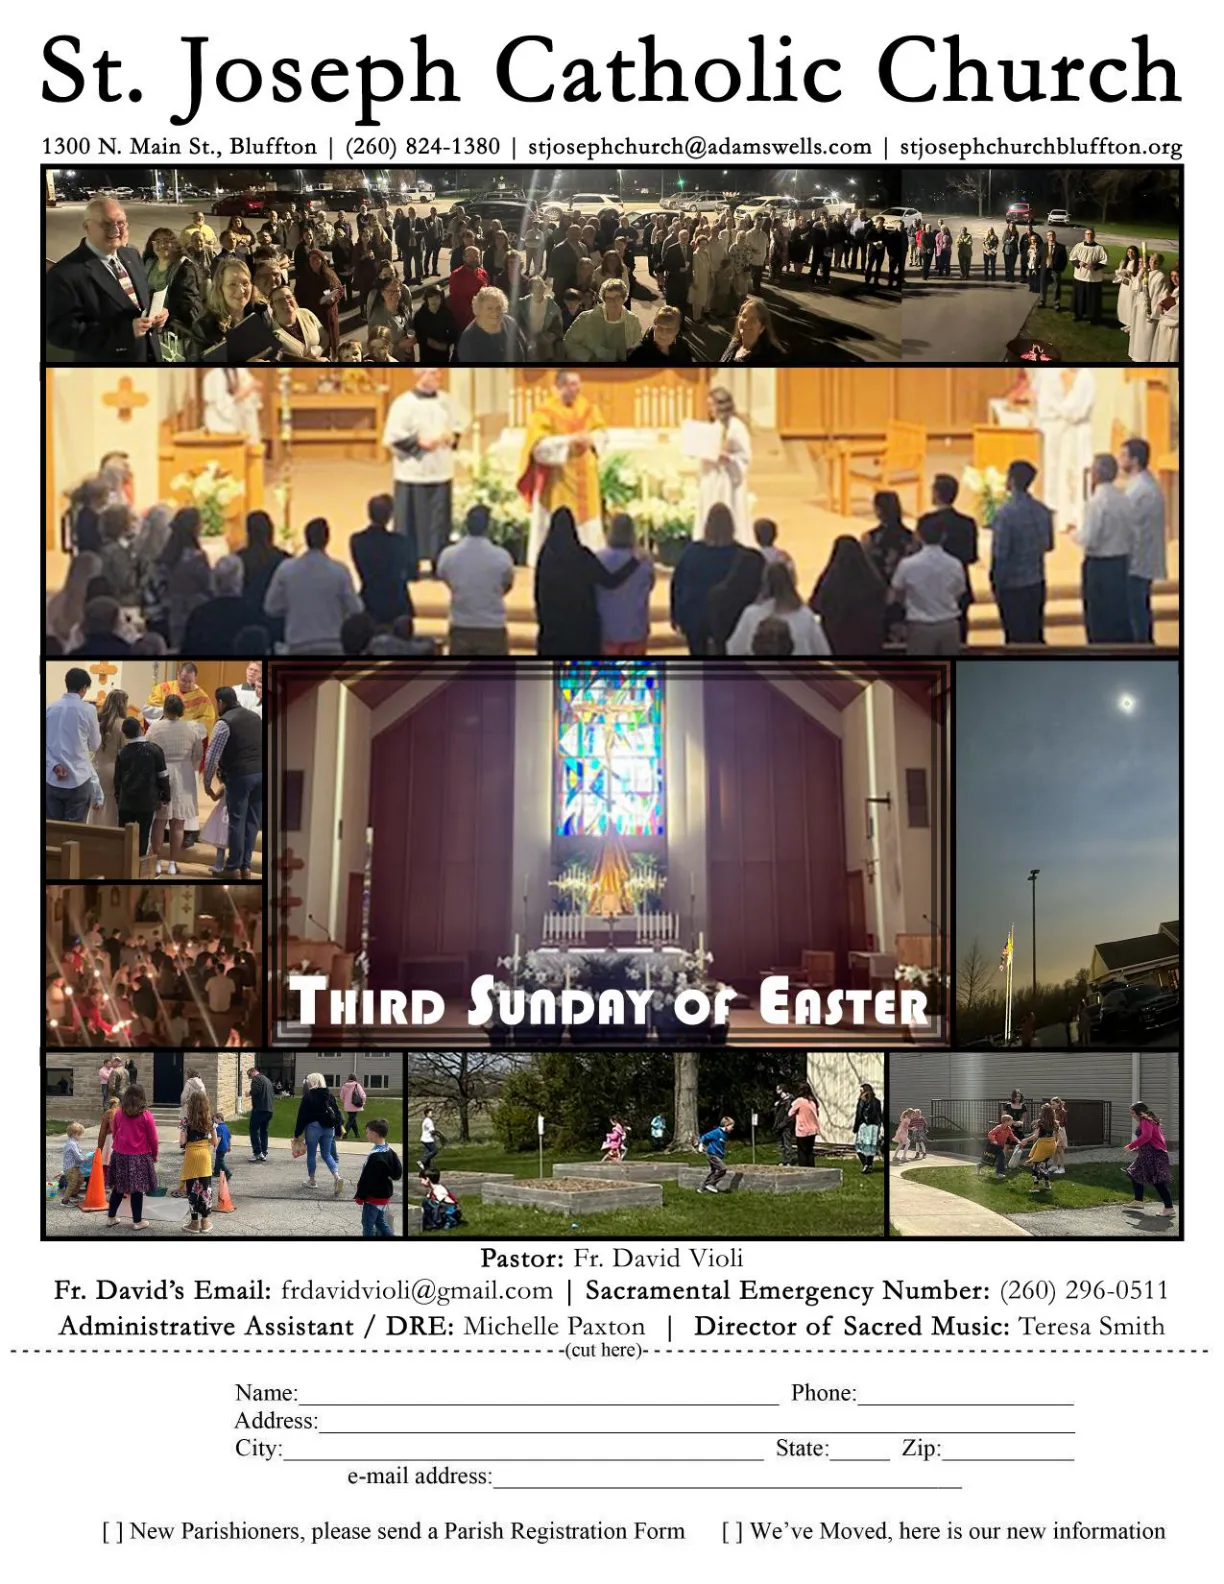 St. Joseph Catholic Church
1300 N. Main St., Bluffton | (260) 824-1380 | stjosephchurch@adamswells.com | stjosephchurchbluffton.org
Third Sunday of Easter
Pastor: Fr. David Violi
Fr. David's Email: frdavidvioli@gmail.com | Sacramental Emergency Number: (260) 296-0511
Administrative Assistant / DRE: Michelle Paxton | Director of Sacred Music: Teresa Smith
(cut here)
Name: Phone:
Address:
City: State: Zip:
e-mail address:
[ ] New Parishioners, please send a Parish Registration Form [ ] We've Moved, here is our new information